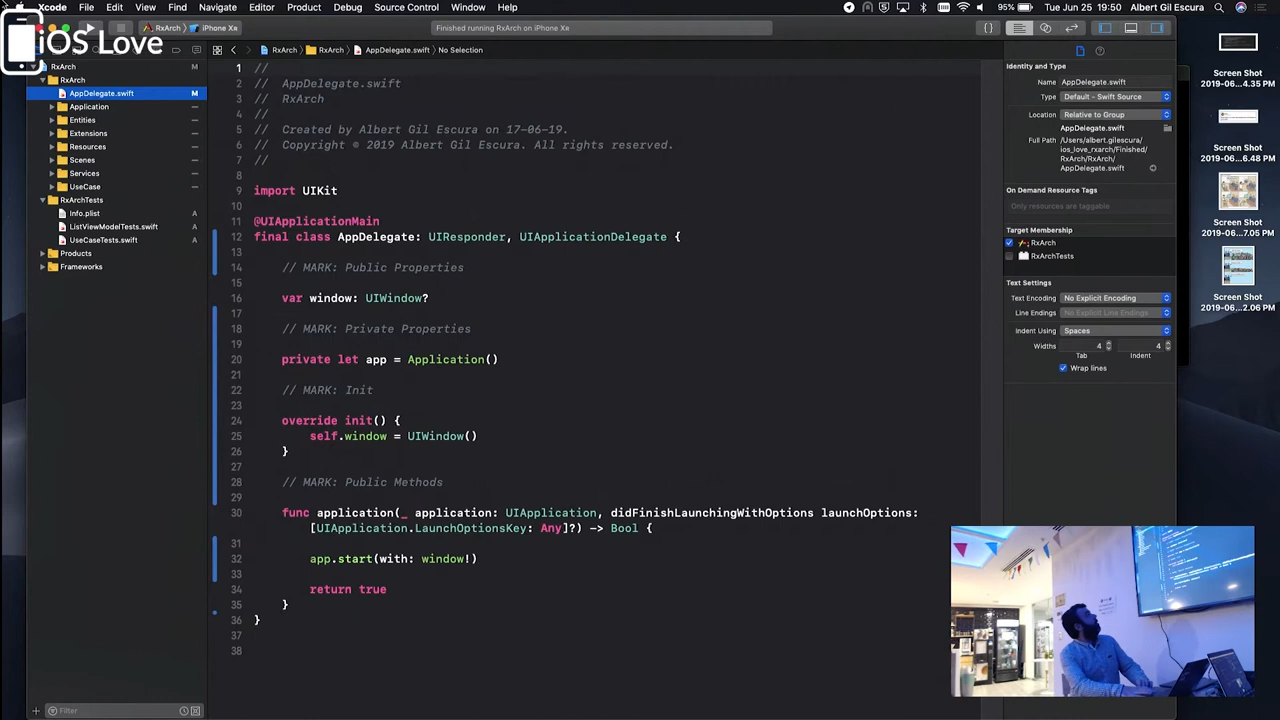 Xcode File Edit View Find Navigate Editor Product Debug Source Control Window Help
95% Tue Jun 25 19:50 Albert Gil Escura
iOS Love
RxArch iPhone Xʀ
Finished running RxArch on iPhone Xʀ
RxArch RxArch AppDelegate.swift No Selection
RxArch M
RxArch
AppDelegate.swift M
Application
Entities
Extensions
Resources
Scenes
Services
UseCase
RxArchTests
Info.plist A
ListViewModelTests.swift A
UseCaseTests.swift A
Products
Frameworks
Filter
1 //
2 // AppDelegate.swift
3 // RxArch
4 //
5 // Created by Albert Gil Escura on 17-06-19.
6 // Copyright © 2019 Albert Gil Escura. All rights reserved.
7 //
8
9 import UIKit
10
11 @UIApplicationMain
12 final class AppDelegate: UIResponder, UIApplicationDelegate {
13
14 // MARK: Public Properties
15
16 var window: UIWindow?
17
18 // MARK: Private Properties
19
20 private let app = Application()
21
22 // MARK: Init
23
24 override init() {
25 self.window = UIWindow()
26 }
27
28 // MARK: Public Methods
29
30 func application(_ application: UIApplication, didFinishLaunchingWithOptions launchOptions:
[UIApplication.LaunchOptionsKey: Any]?) -> Bool {
31
32 app.start(with: window!)
33
34 return true
35 }
36 }
37
38
Identity and Type
Name AppDelegate.swift
Type Default - Swift Source
Location Relative to Group
AppDelegate.swift
Full Path /Users/albert.gilescura/
ios_love_rxarch/Finished/
RxArch/RxArch/
AppDelegate.swift
On Demand Resource Tags
Only resources are taggable
Target Membership
RxArch
RxArchTests
Text Settings
Text Encoding No Explicit Encoding
Line Endings No Explicit Line Endings
Indent Using Spaces
Widths 4 4
Tab Indent
Wrap lines
Screen Shot
2019-06...4.35 PM
Screen Shot
2019-06...6.48 PM
Screen Shot
2019-06...7.05 PM
Screen Shot
2019-06...2.06 PM